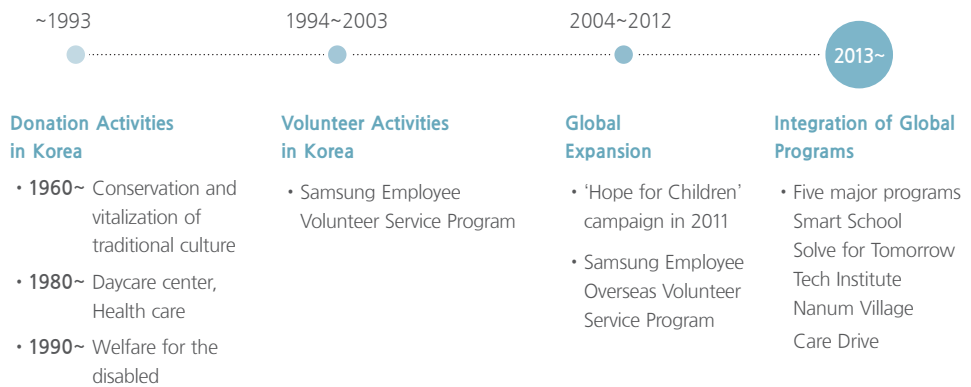 ~1993
1994~2003
2004~2012
2013~
Donation Activities
in Korea
• 1960~ Conservation and
vitalization of
traditional culture
• 1980~ Daycare center,
Health care
• 1990~ Welfare for the
disabled
Volunteer Activities
in Korea
• Samsung Employee
Volunteer Service Program
Global
Expansion
• ‘Hope for Children’
campaign in 2011
• Samsung Employee
Overseas Volunteer
Service Program
Integration of Global
Programs
• Five major programs
Smart School
Solve for Tomorrow
Tech Institute
Nanum Village
Care Drive